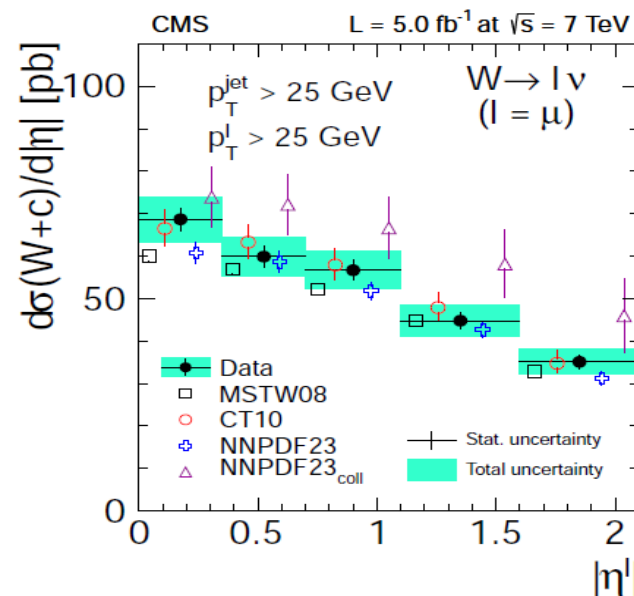 CMS L = 5.0 fb⁻¹ at √s = 7 TeV
dσ(W+c)/d|η| [pb]
100
50
0
p_T^jet > 25 GeV
p_T^l > 25 GeV
W → l ν
(l = μ)
Data
MSTW08
CT10
NNPDF23
NNPDF23_coll
Stat. uncertainty
Total uncertainty
0 0.5 1 1.5 2
|η^l|